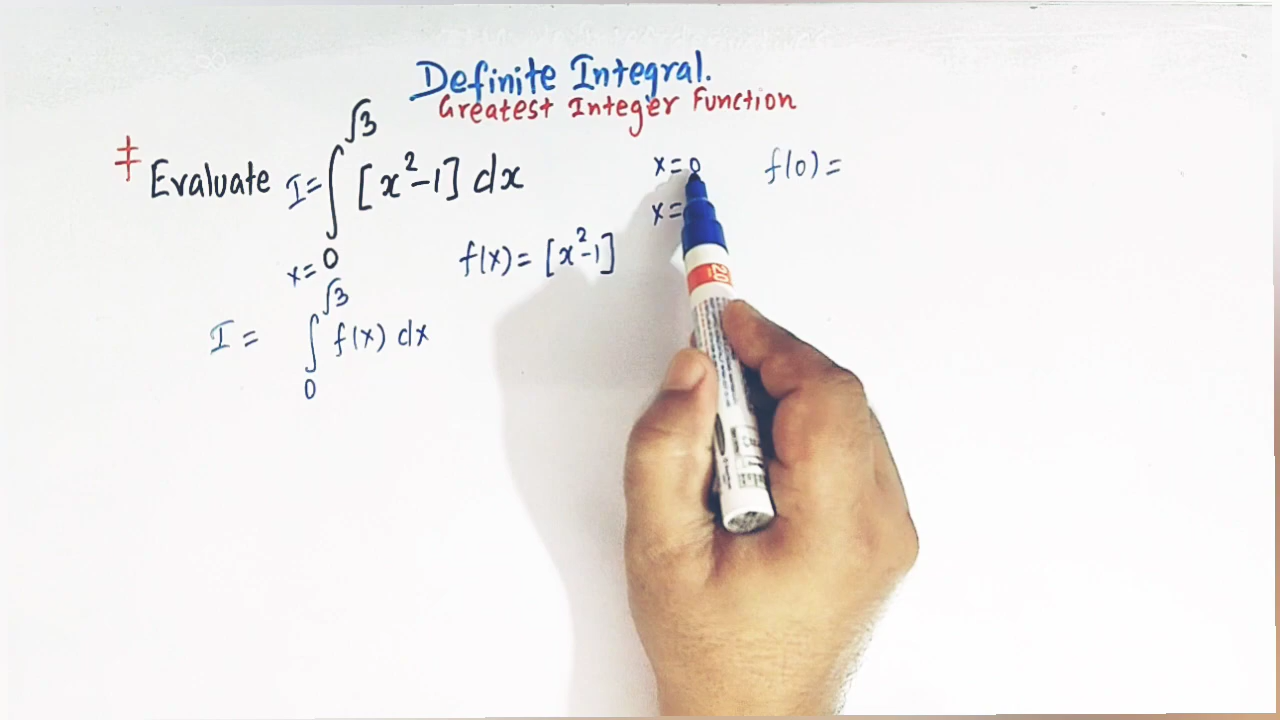 Definite Integral.
Greatest Integer Function
‡ Evaluate I = ∫₀^√3 [x²-1] dx
x = 0 f(0) =
x =
x =
f(x) = [x²-1]
I = ∫₀^√3 f(x) dx